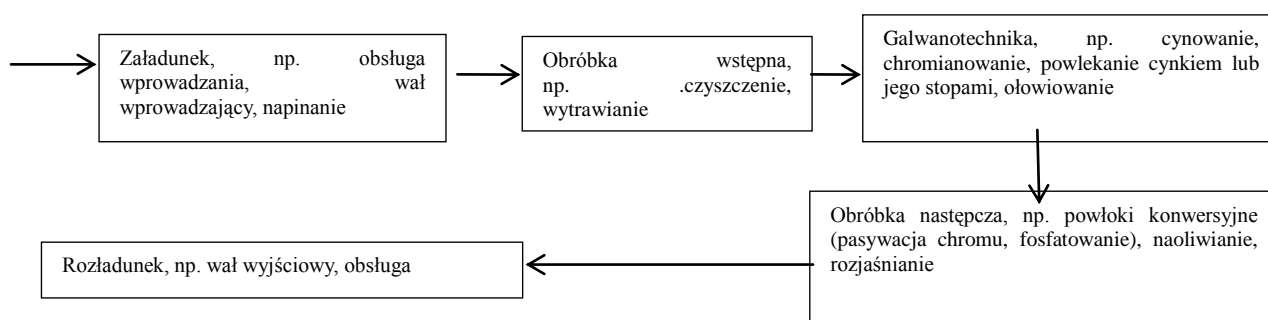 Załadunek, np. obsługa
wprowadzania, wał
wprowadzający, napinanie
Obróbka wstępna,
np. .czyszczenie,
wytrawianie
Galwanotechnika, np. cynowanie,
chromianowanie, powlekanie cynkiem lub
jego stopami, ołowiowanie
Obróbka następcza, np. powłoki konwersyjne
(pasywacja chromu, fosfatowanie), naoliwianie,
rozjaśnianie
Rozładunek, np. wał wyjściowy, obsługa